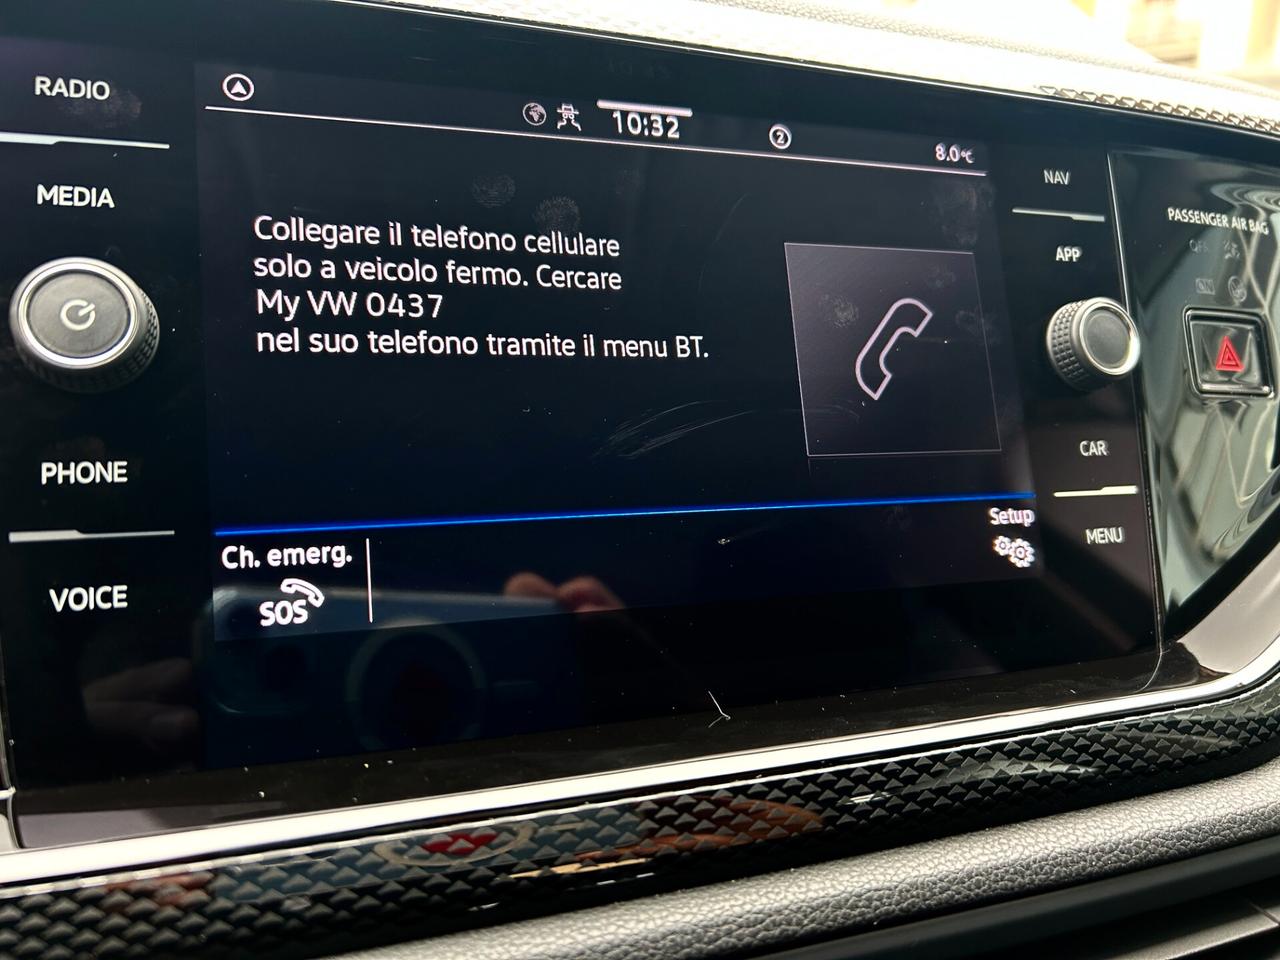 RADIO
MEDIA
PHONE
VOICE
10:32
2
8.0°C
Collegare il telefono cellulare
solo a veicolo fermo. Cercare
My VW 0437
nel suo telefono tramite il menu BT.
Ch. emerg.
SOS
Setup
NAV
APP
CAR
MENU
PASSENGER AIR BAG